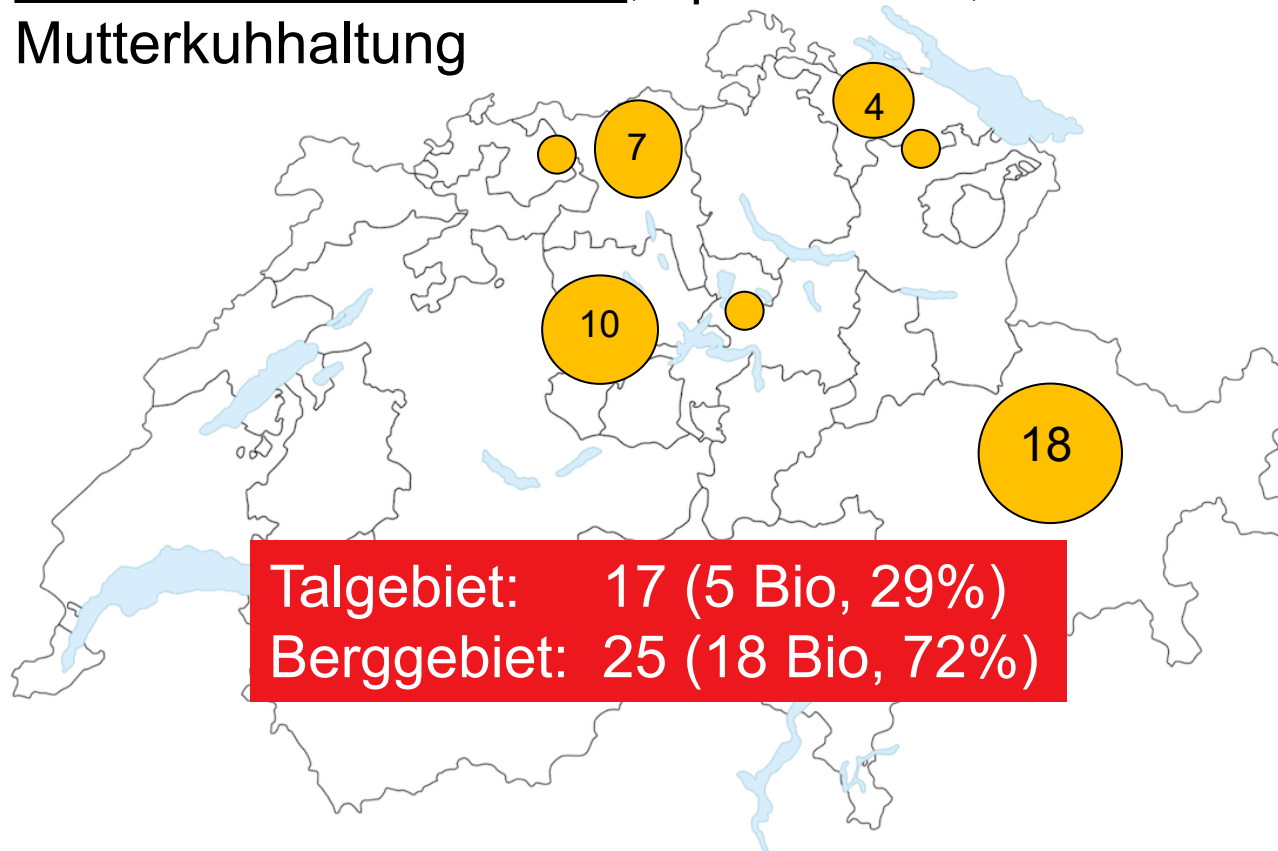 Mutterkuhhaltung
4
7
10
18
Talgebiet: 17 (5 Bio, 29%)
Berggebiet: 25 (18 Bio, 72%)